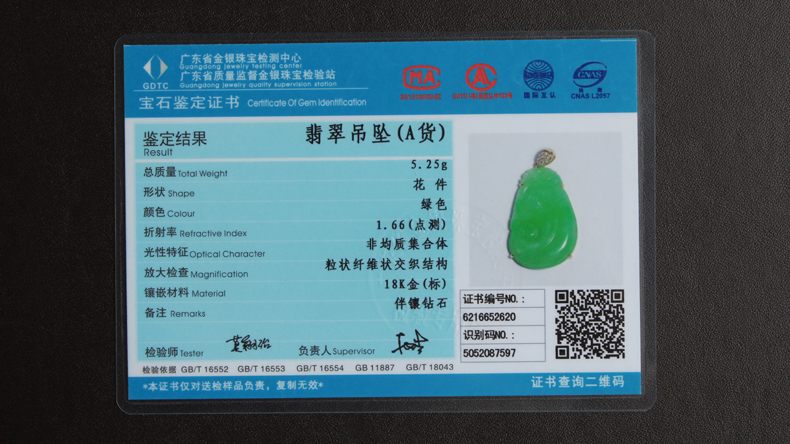 广东省金银珠宝检测中心
Guangdong jewelry testing center
广东省质量监督金银珠宝检验站
Guangdong jewelry quality supervision station
GDTC
宝石鉴定证书 Certificate Of Gem Identification
MA
AL
国际互认
CNAS
CNAS L2057
鉴定结果 翡翠吊坠(A货)
Result
总质量 Total Weight 5.25g
形状 Shape 花件
颜色 Colour 绿色
折射率 Refractive Index 1.66(点测)
光性特征 Optical Character 非均质集合体
放大检查 Magnification 粒状纤维状交织结构
镶嵌材料 Material 18K金(标)
备注 Remarks 伴镶钻石
证书编号NO.:
6216652620
识别码NO.:
5052087597
检验师 Tester 负责人 Supervisor
检验依据 GB/T 16552 GB/T 16553 GB/T 16554 GB 11887 GB/T 18043
*本证书仅对送检样品负责，复制无效*
证书查询二维码